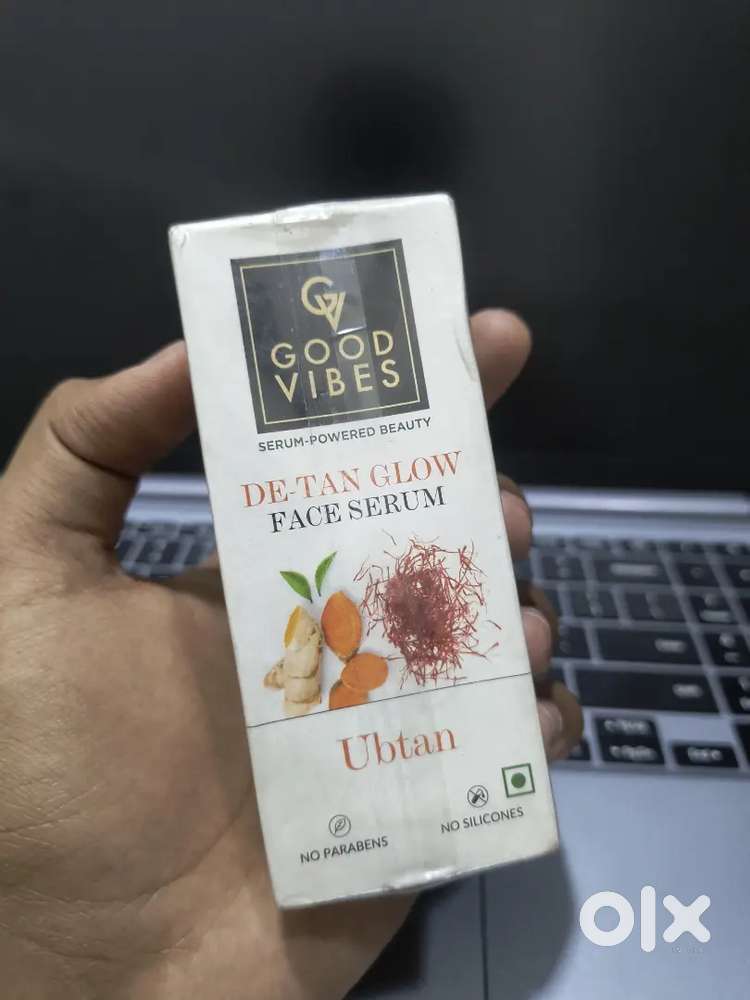 GV
GOOD
VIBES
SERUM-POWERED BEAUTY
DE-TAN GLOW
FACE SERUM
Ubtan
NO PARABENS
NO SILICONES
olx